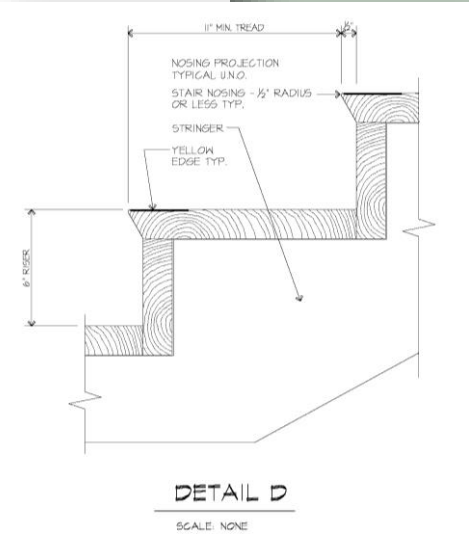 11" MIN. TREAD
½"
NOSING PROJECTION
TYPICAL U.N.O.
STAIR NOSING - ½" RADIUS
OR LESS TYP.
STRINGER
YELLOW
EDGE TYP.
6" RISER
DETAIL D
SCALE: NONE